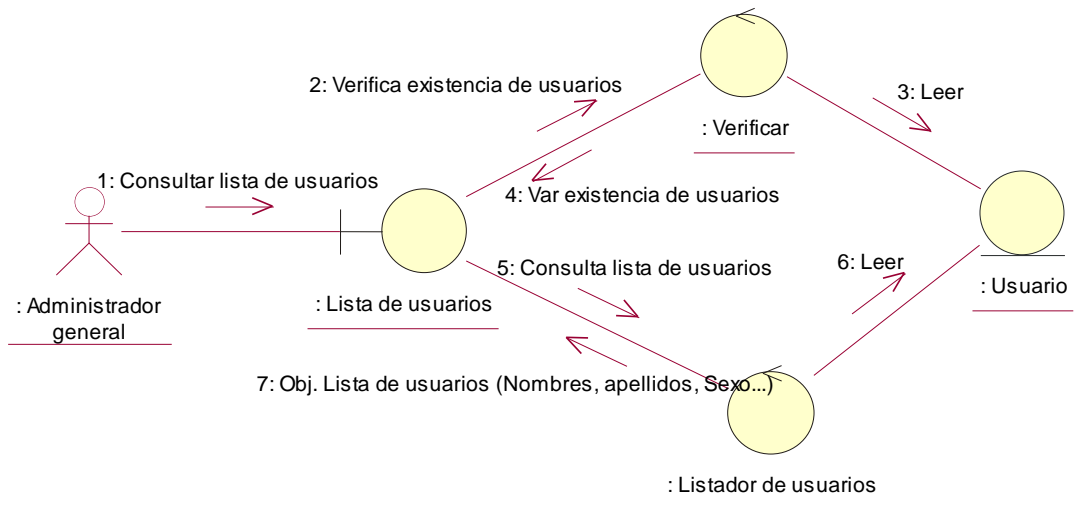 2: Verifica existencia de usuarios
3: Leer
: Verificar
1: Consultar lista de usuarios
4: Var existencia de usuarios
5: Consulta lista de usuarios
6: Leer
: Usuario
: Lista de usuarios
: Administrador
general
7: Obj. Lista de usuarios (Nombres, apellidos, Sexo...)
: Listador de usuarios